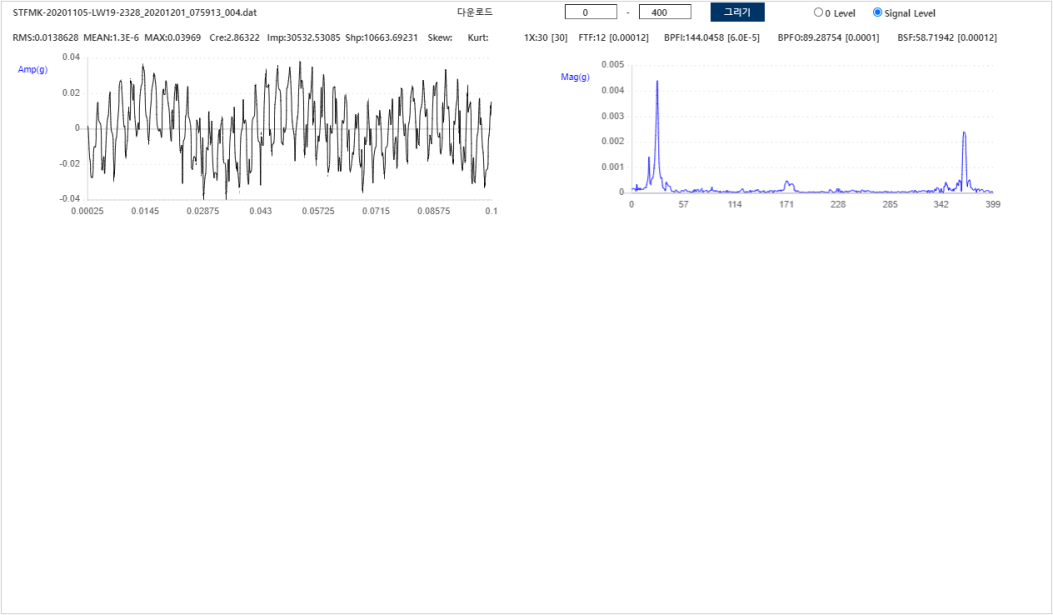 STFMK-20201105-LW19-2328_20201201_075913_004.dat 다운로드 0 - 400 그리기 0 Level Signal Level
RMS:0.0138628 MEAN:1.3E-6 MAX:0.03969 Cre:2.86322 Imp:30532.53085 Shp:10663.69231 Skew: Kurt: 1X:30 [30] FTF:12 [0.00012] BPFI:144.0458 [6.0E-5] BPFO:89.28754 [0.0001] BSF:58.71942 [0.00012]
Amp(g)
0.04
0.02
0
-0.02
-0.04
0.00025 0.0145 0.02875 0.043 0.05725 0.0715 0.08575 0.1
Mag(g)
0.005
0.004
0.003
0.002
0.001
0
0 57 114 171 228 285 342 399